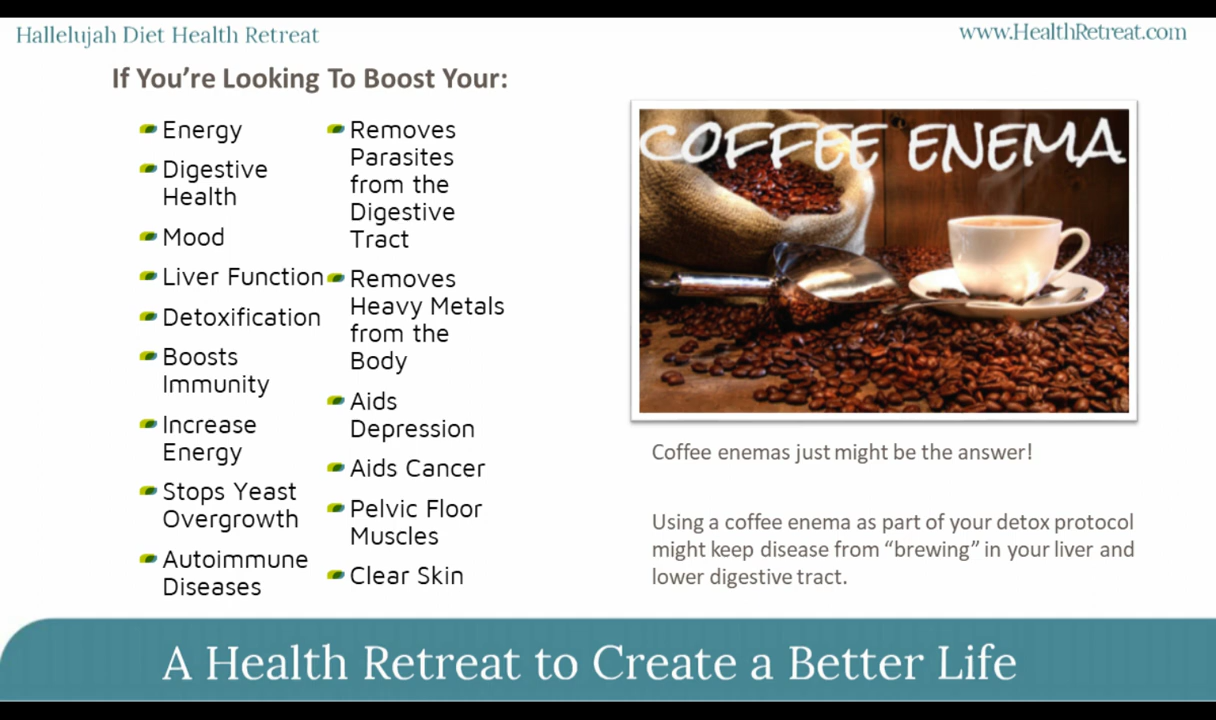 Hallelujah Diet Health Retreat
www.HealthRetreat.com
If You’re Looking To Boost Your:
Energy
Digestive
Health
Mood
Liver Function
Detoxification
Boosts
Immunity
Increase
Energy
Stops Yeast
Overgrowth
Autoimmune
Diseases
Removes
Parasites
from the
Digestive
Tract
Removes
Heavy Metals
from the
Body
Aids
Depression
Aids Cancer
Pelvic Floor
Muscles
Clear Skin
COFFEE ENEMA
Coffee enemas just might be the answer!
Using a coffee enema as part of your detox protocol
might keep disease from “brewing” in your liver and
lower digestive tract.
A Health Retreat to Create a Better Life